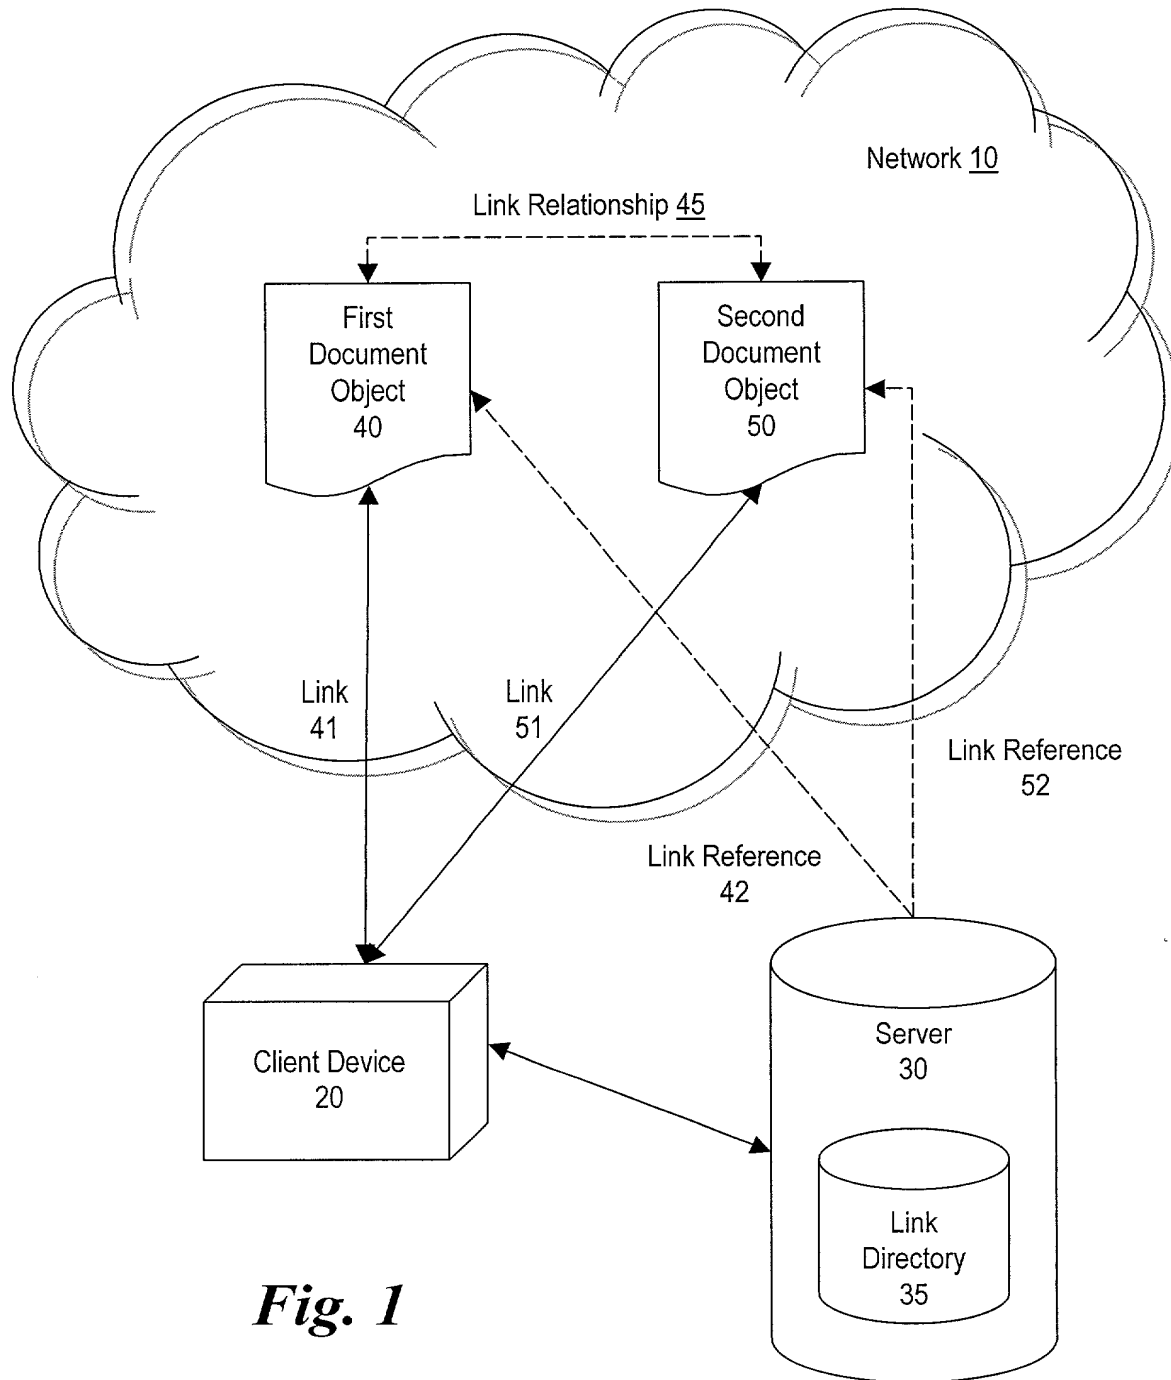 Network 10
Link Relationship 45
First
Document
Object
40
Second
Document
Object
50
Link
41
Link
51
Link Reference
52
Link Reference
42
Client Device
20
Server
30
Link
Directory
35
Fig. 1